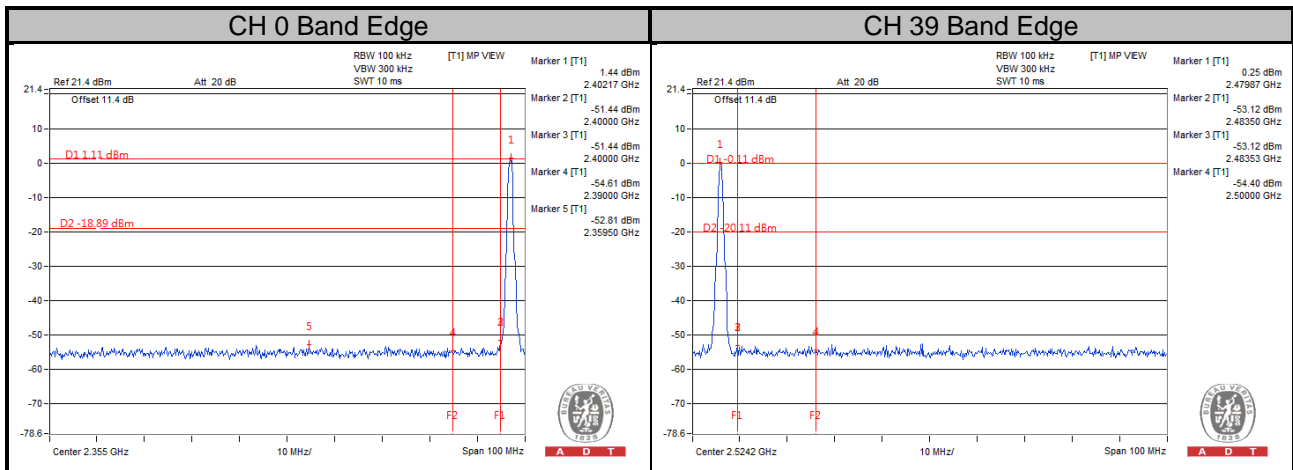 CH 0 Band Edge
RBW 100 kHz
[T1] MP VIEW
VBW 300 kHz
Ref 21.4 dBm
Att 20 dB
SWT 10 ms
21.4
Offset 11.4 dB
10
D1 1.11 dBm
0
-10
D2 -18.89 dBm
-20
-30
-40
-50
-60
-70
-78.6
1
5
4
F2
F1
Center 2.355 GHz
10 MHz/
Span 100 MHz
Marker 1 [T1]
1.44 dBm
2.40217 GHz
Marker 2 [T1]
-51.44 dBm
2.40000 GHz
Marker 3 [T1]
-51.44 dBm
2.40000 GHz
Marker 4 [T1]
-54.61 dBm
2.39000 GHz
Marker 5 [T1]
-52.81 dBm
2.35950 GHz
BUREAU VERITAS
1828
A D T
CH 39 Band Edge
RBW 100 kHz
[T1] MP VIEW
VBW 300 kHz
Ref 21.4 dBm
Att 20 dB
SWT 10 ms
21.4
Offset 11.4 dB
10
1
D1 -0.11 dBm
0
-10
D2 -20.11 dBm
-20
-30
-40
-50
-60
-70
-78.6
4
F1
F2
Center 2.5242 GHz
10 MHz/
Span 100 MHz
Marker 1 [T1]
0.25 dBm
2.47987 GHz
Marker 2 [T1]
-53.12 dBm
2.48350 GHz
Marker 3 [T1]
-53.12 dBm
2.48353 GHz
Marker 4 [T1]
-54.40 dBm
2.50000 GHz
BUREAU VERITAS
1828
A D T